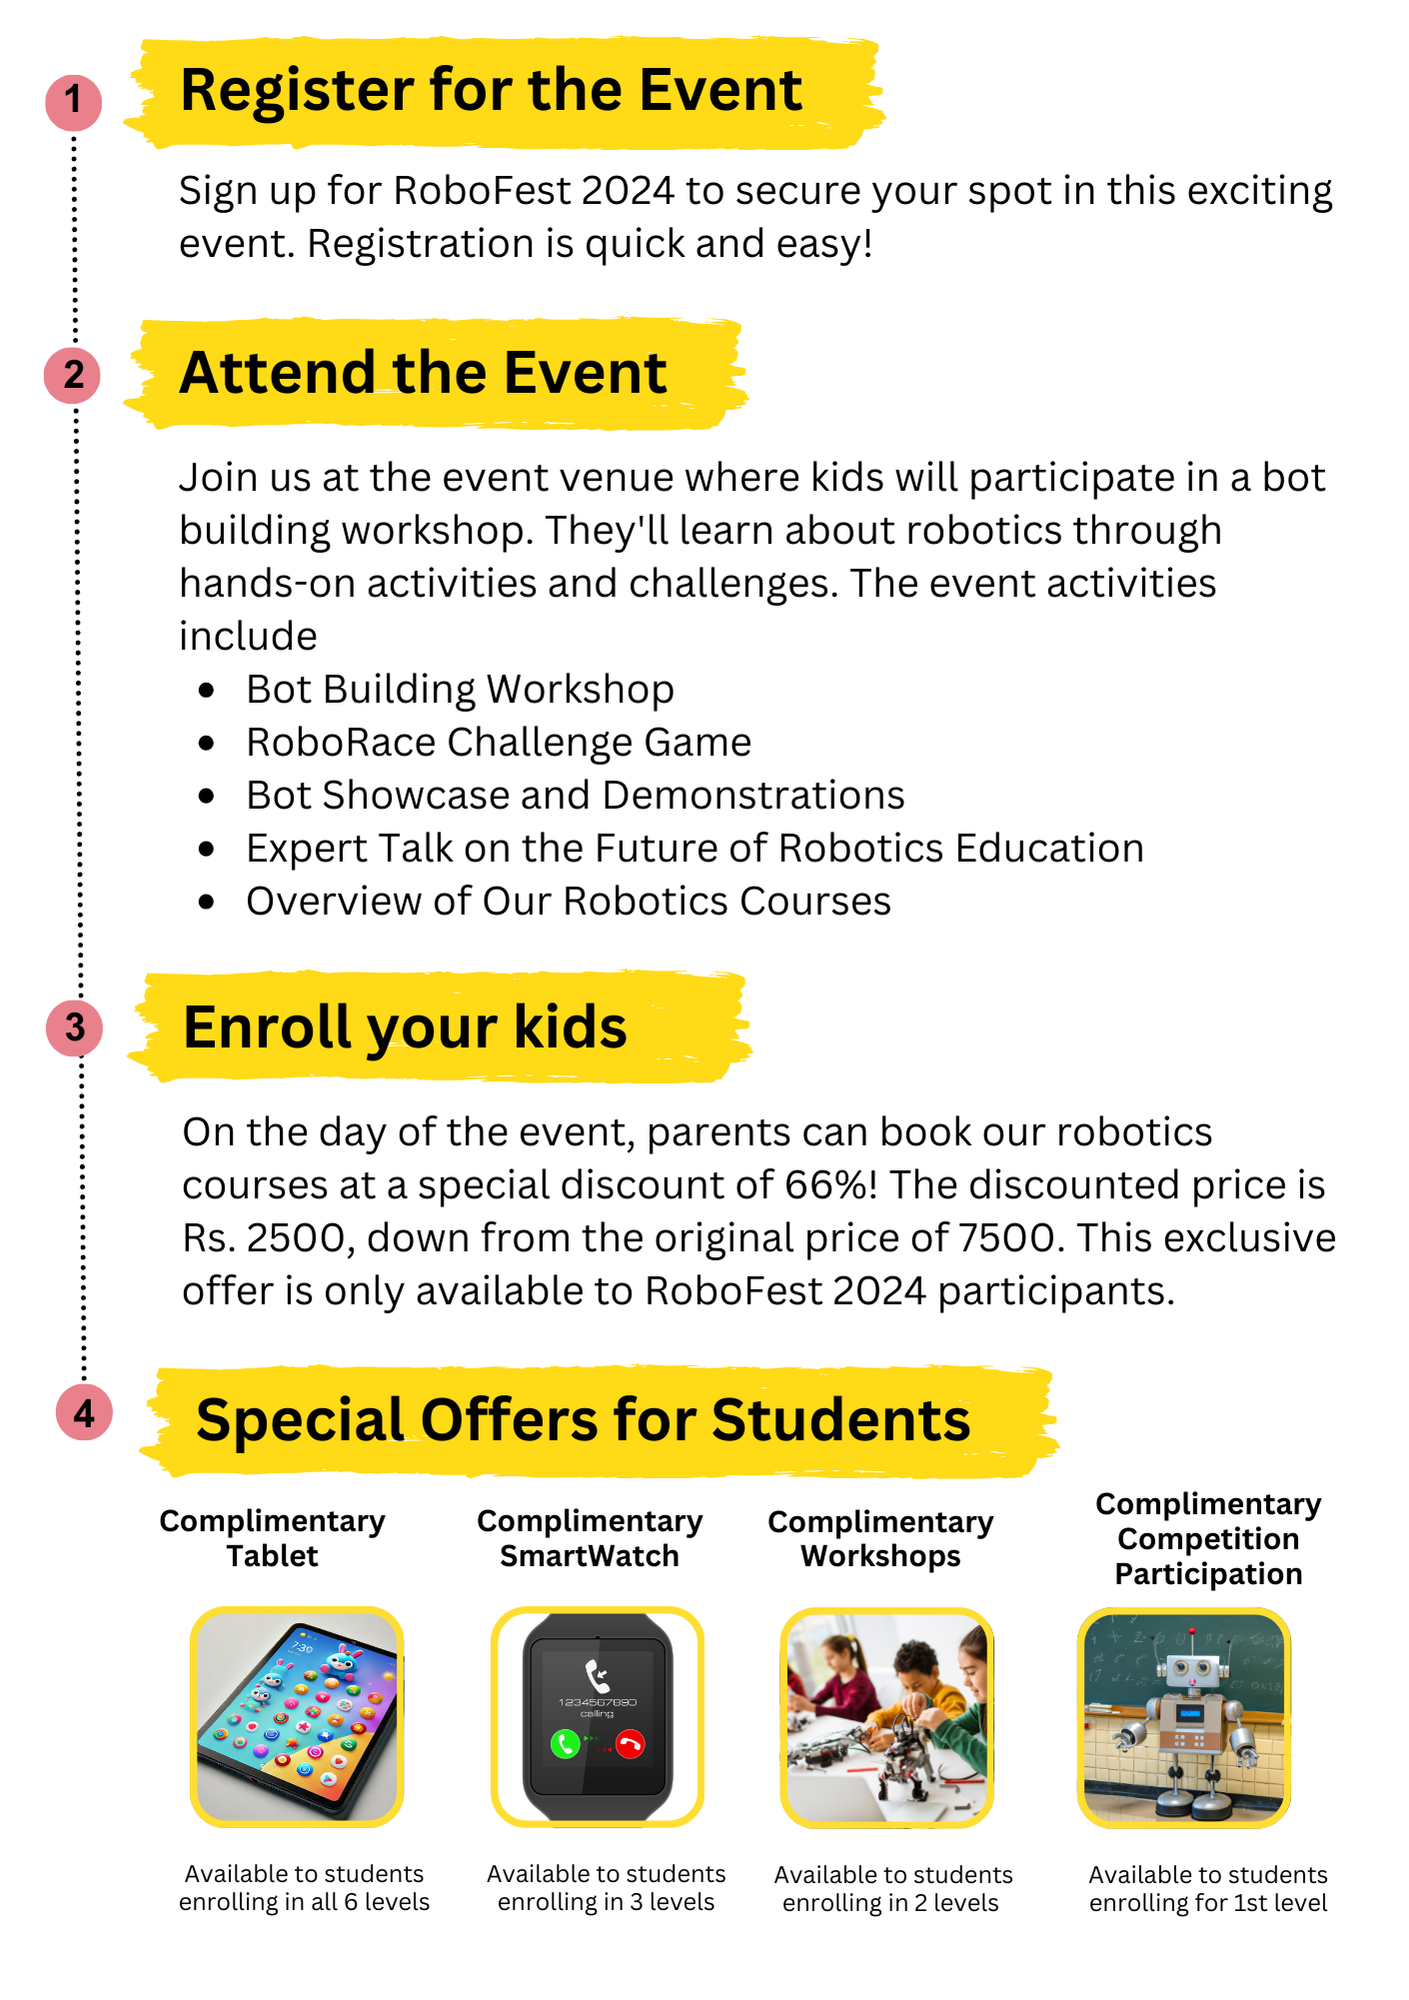 1
Register for the Event
Sign up for RoboFest 2024 to secure your spot in this exciting
event. Registration is quick and easy!
2
Attend the Event
Join us at the event venue where kids will participate in a bot
building workshop. They'll learn about robotics through
hands-on activities and challenges. The event activities
include
• Bot Building Workshop
• RoboRace Challenge Game
• Bot Showcase and Demonstrations
• Expert Talk on the Future of Robotics Education
• Overview of Our Robotics Courses
3
Enroll your kids
On the day of the event, parents can book our robotics
courses at a special discount of 66%! The discounted price is
Rs. 2500, down from the original price of 7500. This exclusive
offer is only available to RoboFest 2024 participants.
4
Special Offers for Students
Complimentary
Tablet
7:39
Available to students
enrolling in all 6 levels
Complimentary
SmartWatch
1234567890
calling
Available to students
enrolling in 3 levels
Complimentary
Workshops
Available to students
enrolling in 2 levels
Complimentary
Competition
Participation
Available to students
enrolling for 1st level